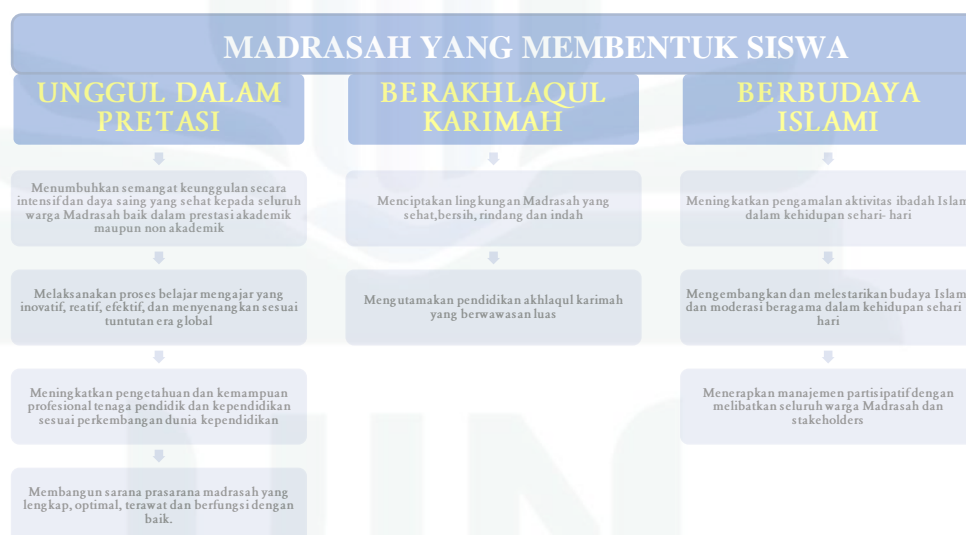 MADRASAH YANG MEMBENTUK SISWA
UNGGUL DALAM
PRETASI
Menumbuhkan semangat keunggulan secara
intensif dan daya saing yang sehat kepada seluruh
warga Madrasah baik dalam prestasi akademik
maupun non akademik
Melaksanakan proses belajar mengajar yang
inovatif, reatif, efektif, dan menyenangkan sesuai
tuntutan era global
Meningkatkan pengetahuan dan kemampuan
profesional tenaga pendidik dan kependidikan
sesuai perkembangan dunia kependidikan
Membangun sarana prasarana madrasah yang
lengkap, optimal, terawat dan berfungsi dengan
baik.
BERAKHLAQUL
KARIMAH
Menciptakan lingkungan Madrasah yang
sehat,bersih, rindang dan indah
Mengutamakan pendidikan akhlaqul karimah
yang berwawasan luas
BERBUDAYA
ISLAMI
Meningkatkan pengamalan aktivitas ibadah Islam
dalam kehidupan sehari- hari
Mengembangkan dan melestarikan budaya Islam
dan moderasi beragama dalam kehidupan sehari
hari
Menerapkan manajemen partisipatif dengan
melibatkan seluruh warga Madrasah dan
stakeholders
UIN